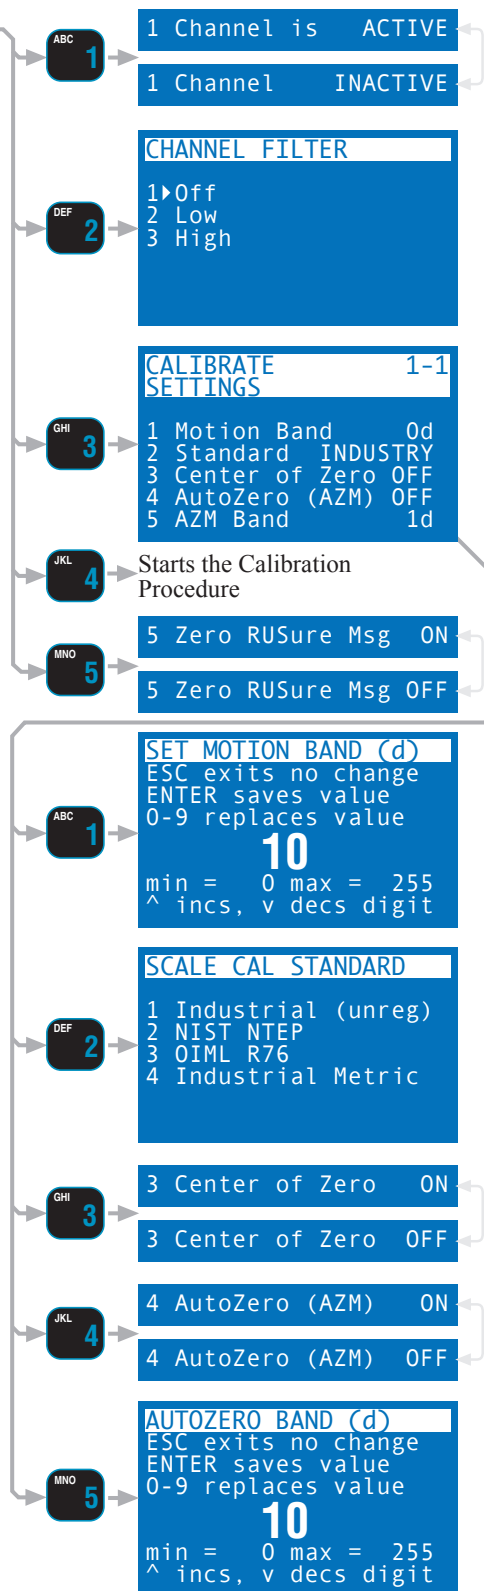 ABC 1
1 Channel is ACTIVE
1 Channel INACTIVE
DEF 2
CHANNEL FILTER
1 Off
2 Low
3 High
GHI 3
CALIBRATE 1-1
SETTINGS
1 Motion Band 0d
2 Standard INDUSTRY
3 Center of Zero OFF
4 AutoZero (AZM) OFF
5 AZM Band 1d
JKL 4
Starts the Calibration
Procedure
MNO 5
5 Zero RUSure Msg ON
5 Zero RUSure Msg OFF
ABC 1
SET MOTION BAND (d)
ESC exits no change
ENTER saves value
0-9 replaces value
10
min = 0 max = 255
^ incs, v decs digit
DEF 2
SCALE CAL STANDARD
1 Industrial (unreg)
2 NIST NTEP
3 OIML R76
4 Industrial Metric
GHI 3
3 Center of Zero ON
3 Center of Zero OFF
JKL 4
4 AutoZero (AZM) ON
4 AutoZero (AZM) OFF
MNO 5
AUTOZERO BAND (d)
ESC exits no change
ENTER saves value
0-9 replaces value
10
min = 0 max = 255
^ incs, v decs digit